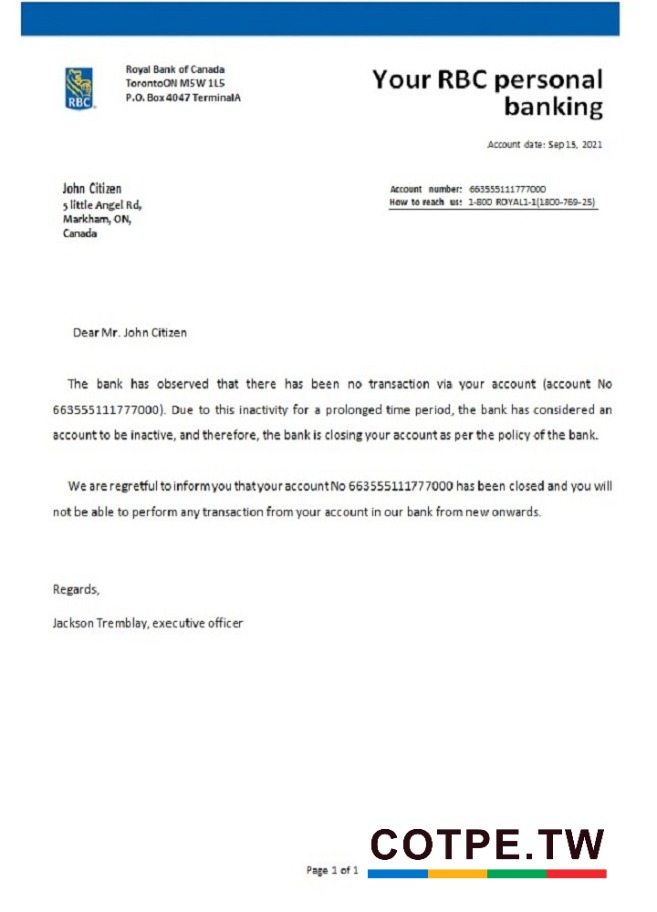 RBC
Royal Bank of Canada
TorontoON M5W 1L5
P.O. Box 4047 TerminalA
Your RBC personal
banking
Account date: Sep 15, 2021
John Citizen
5 little Angel Rd,
Markham, ON,
Canada
Account number: 663555111777000
How to reach us: 1-800 ROYAL1-1(1800-769-25)
Dear Mr. John Citizen
The bank has observed that there has been no transaction via your account (account No
663555111777000). Due to this inactivity for a prolonged time period, the bank has considered an
account to be inactive, and therefore, the bank is closing your account as per the policy of the bank.
We are regretful to inform you that your account No 663555111777000 has been closed and you will
not be able to perform any transaction from your account in our bank from new onwards.
Regards,
Jackson Tremblay, executive officer
COTPE.TW
Page 1 of 1